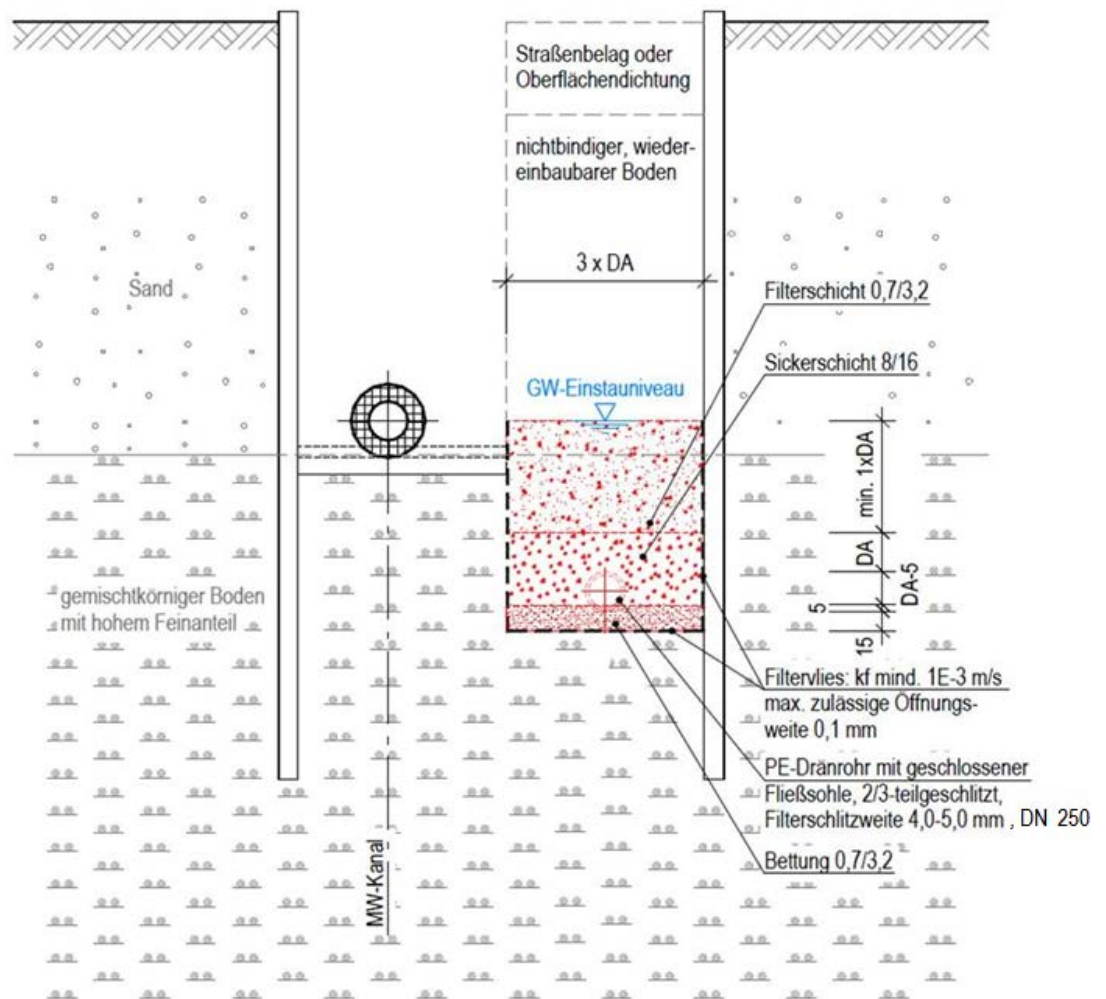 Straßenbelag oder
Oberflächendichtung
nichtbindiger, wieder-
einbaubarer Boden
3 x DA
Sand
Filterschicht 0,7/3,2
Sickerschicht 8/16
GW-Einstauniveau
min. 1xDA
DA
DA-5
5
15
gemischtkörniger Boden
mit hohem Feinanteil
Filtervlies: kf mind. 1E-3 m/s
max. zulässige Öffnungs-
weite 0,1 mm
PE-Dränrohr mit geschlossener
Fließsohle, 2/3-teilgeschlitzt,
Filterschlitzweite 4,0-5,0 mm , DN 250
Bettung 0,7/3,2
MW-Kanal